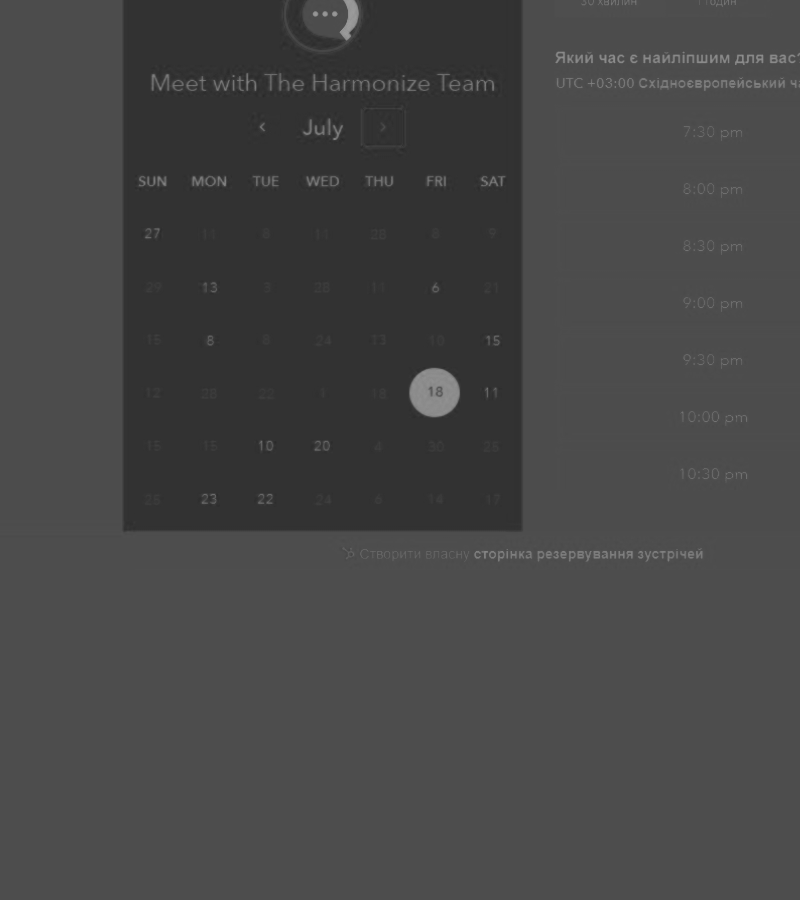 30 хвилин 1 годин
Meet with The Harmonize Team
July
SUN MON TUE WED THU FRI SAT
27 11 8 11 28 8 9
29 13 3 28 11 6 21
15 8 8 24 13 10 15
12 28 23 1 18 18 11
15 15 10 20 4 30 25
25 23 22 24 6 14 17
Який час є найліпшим для вас?
UTC +03:00 Східноєвропейський
7:30 pm
8:00 pm
8:30 pm
9:00 pm
9:30 pm
10:00 pm
10:30 pm
Створити власну сторінка резервування зустрічей